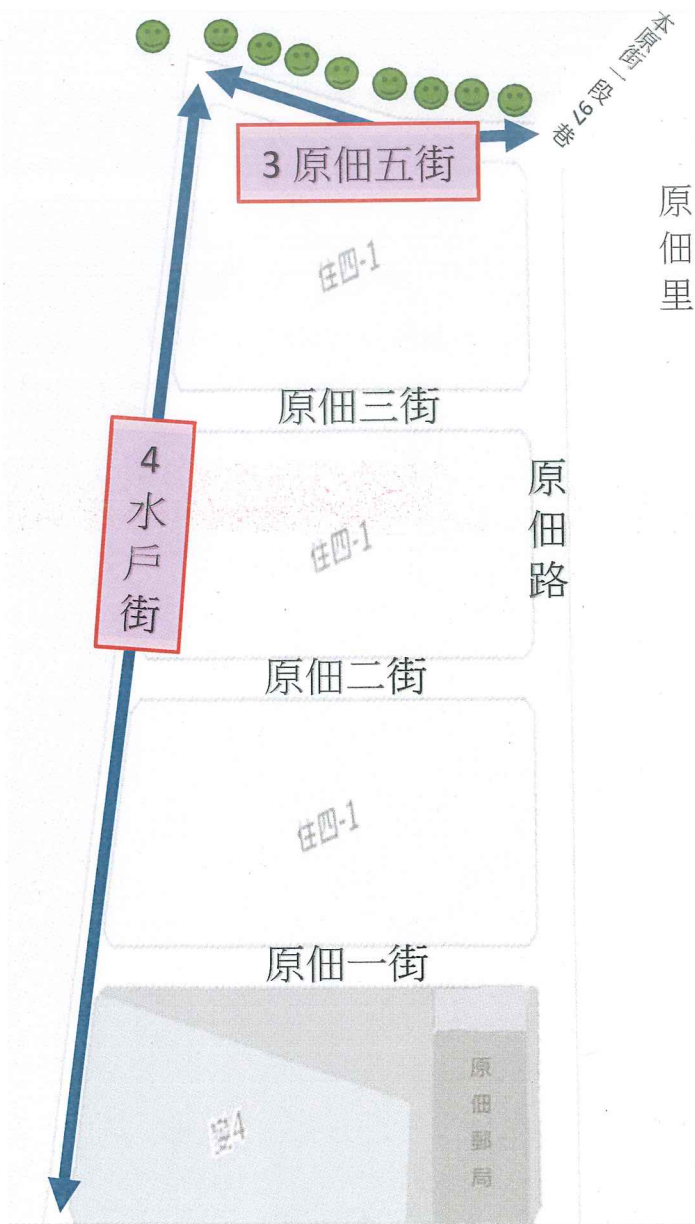 本原街一段97巷
3 原佃五街
原佃里
住四-1
原佃三街
4
水
戶
街
原佃路
住四-1
原佃二街
住四-1
原佃一街
原佃郵局
變4